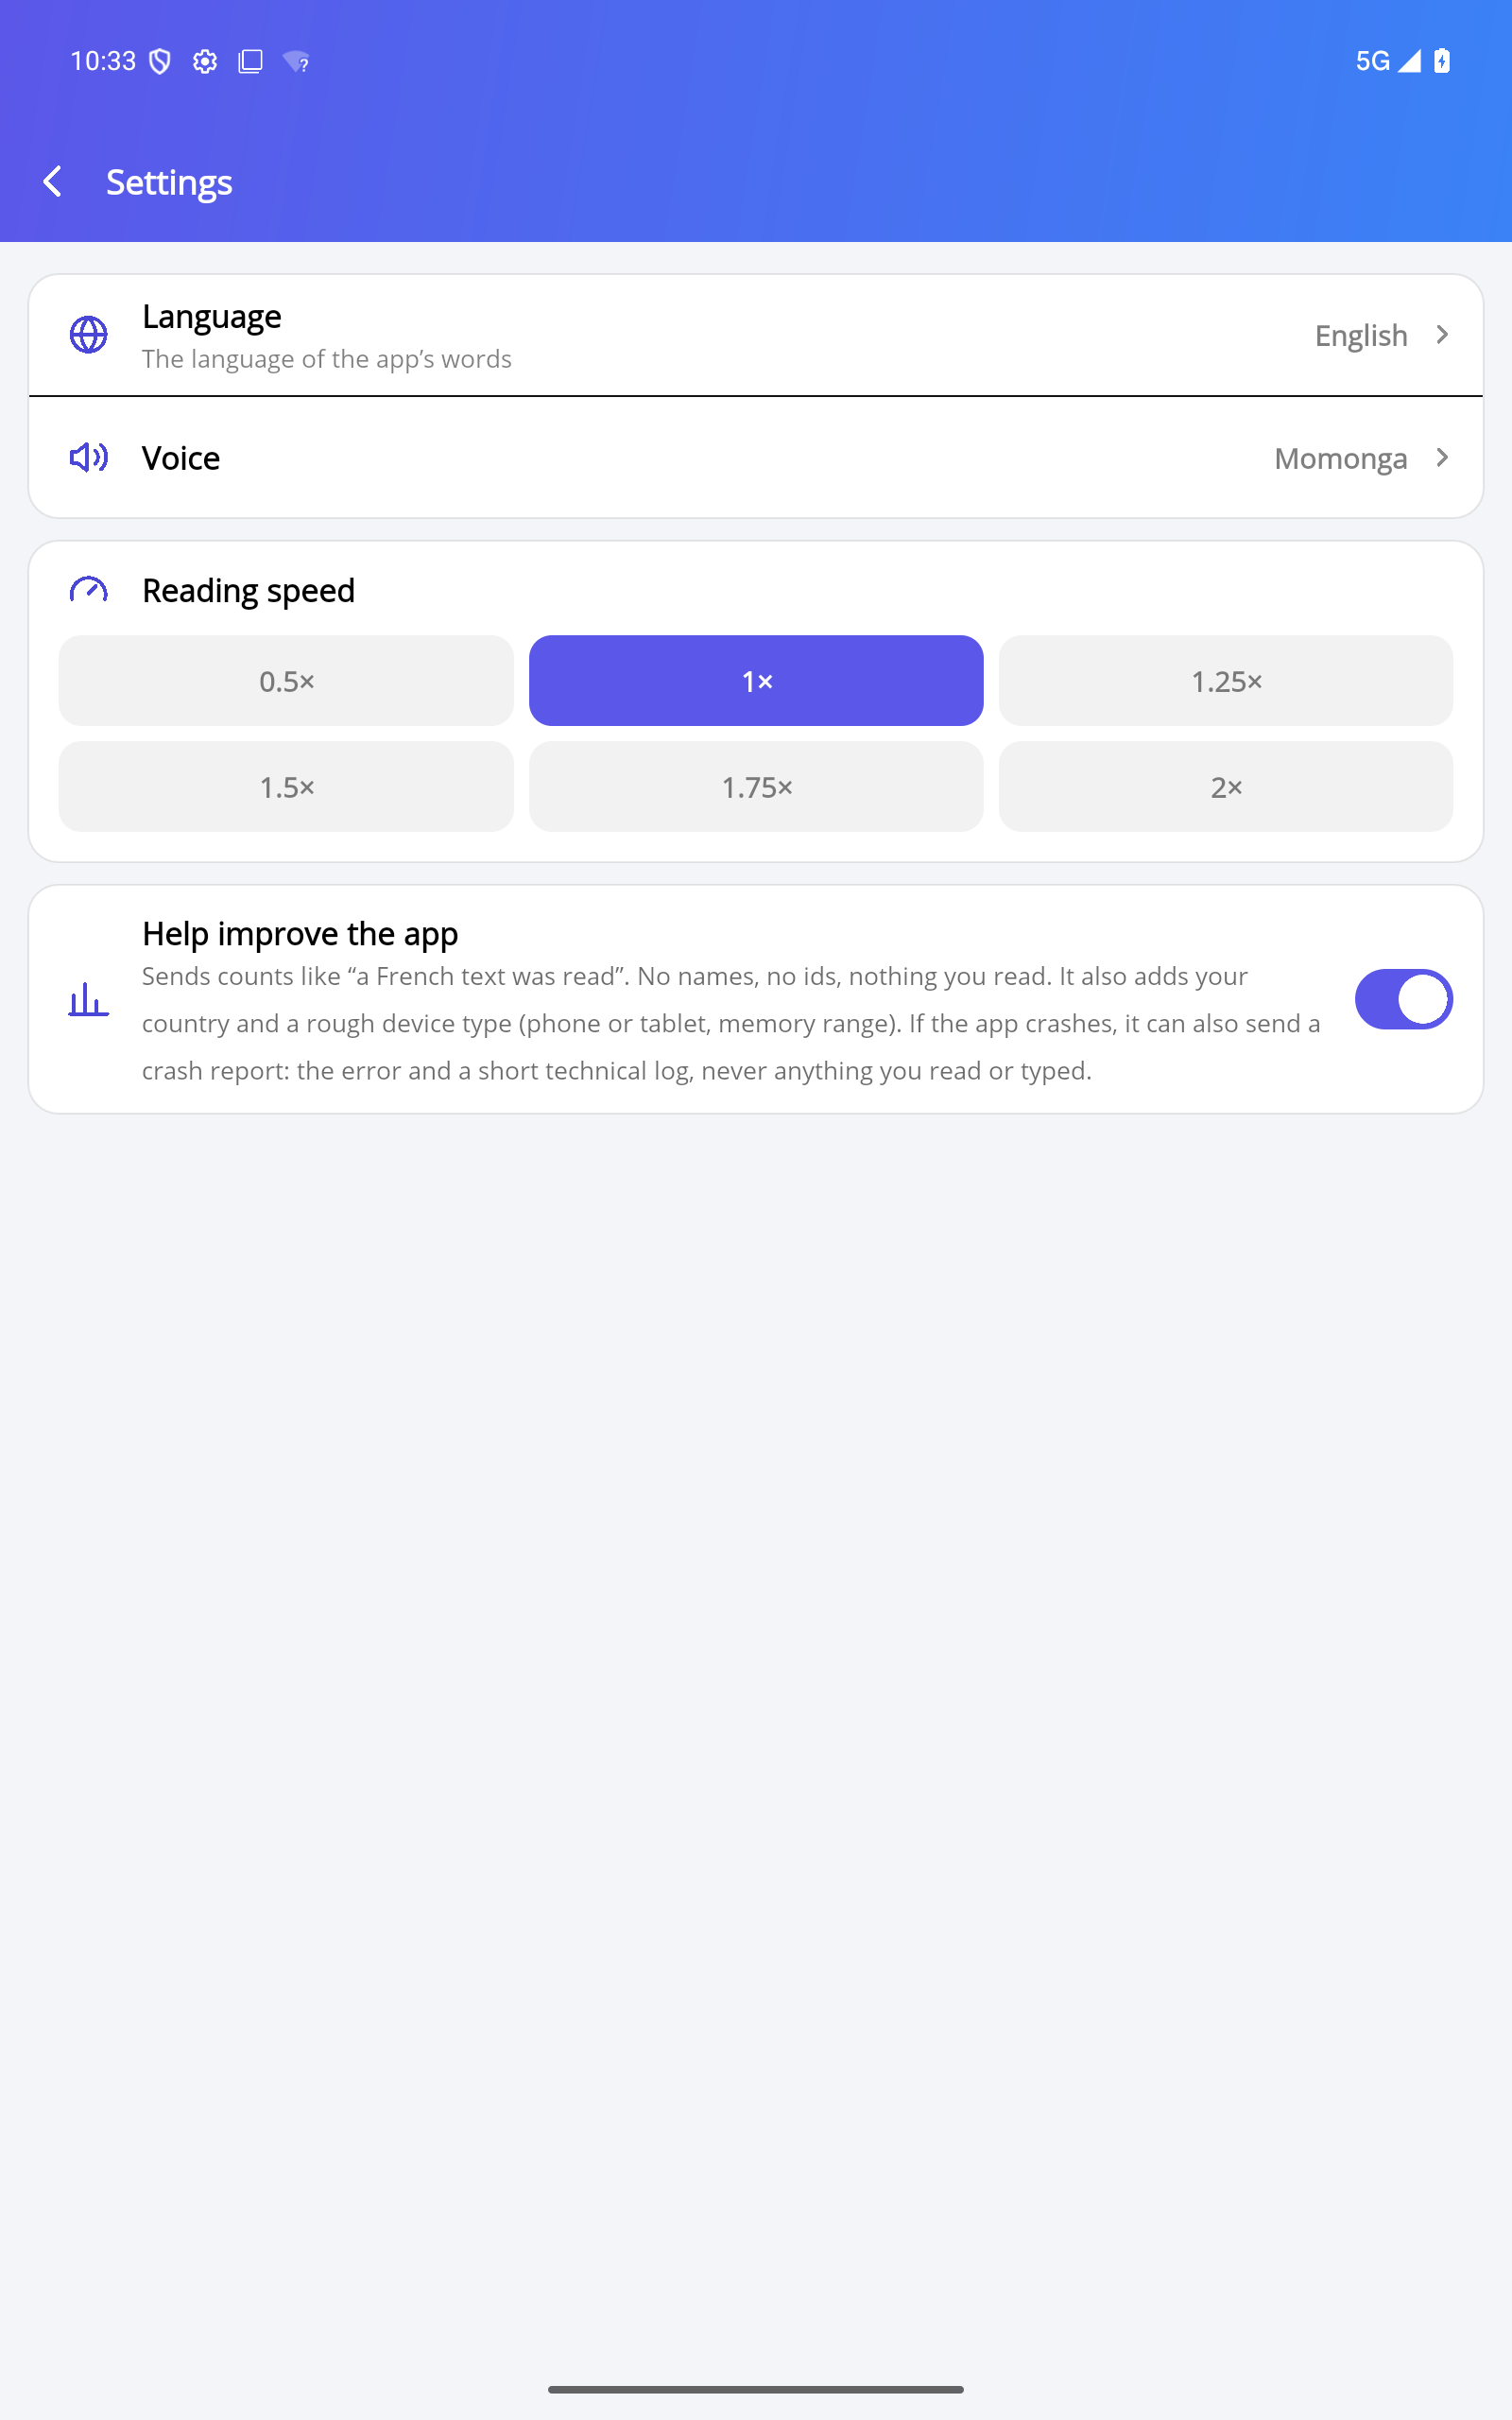 10:33
5G
Settings
Language
The language of the app’s words
English
Voice
Momonga
Reading speed
0.5×
1×
1.25×
1.5×
1.75×
2×
Help improve the app
Sends counts like “a French text was read”. No names, no ids, nothing you read. It also adds your
country and a rough device type (phone or tablet, memory range). If the app crashes, it can also send a
crash report: the error and a short technical log, never anything you read or typed.